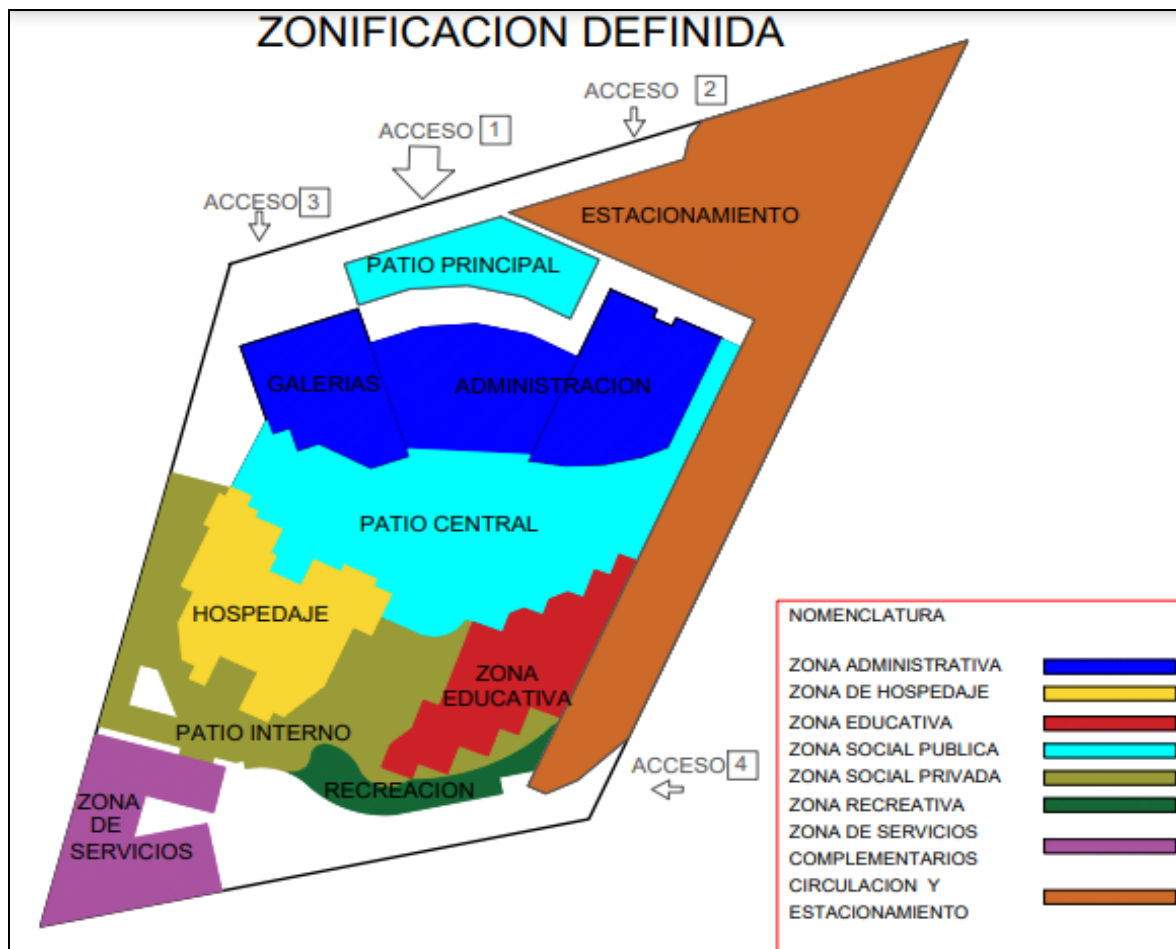 ZONIFICACION DEFINIDA
ACCESO 2
ACCESO 1
ACCESO 3
ESTACIONAMIENTO
PATIO PRINCIPAL
GALERIAS
ADMINISTRACION
PATIO CENTRAL
HOSPEDAJE
ZONA
EDUCATIVA
PATIO INTERNO
RECREACION
ACCESO 4
ZONA
DE
SERVICIOS
NOMENCLATURA
ZONA ADMINISTRATIVA
ZONA DE HOSPEDAJE
ZONA EDUCATIVA
ZONA SOCIAL PUBLICA
ZONA SOCIAL PRIVADA
ZONA RECREATIVA
ZONA DE SERVICIOS
COMPLEMENTARIOS
CIRCULACION Y
ESTACIONAMIENTO